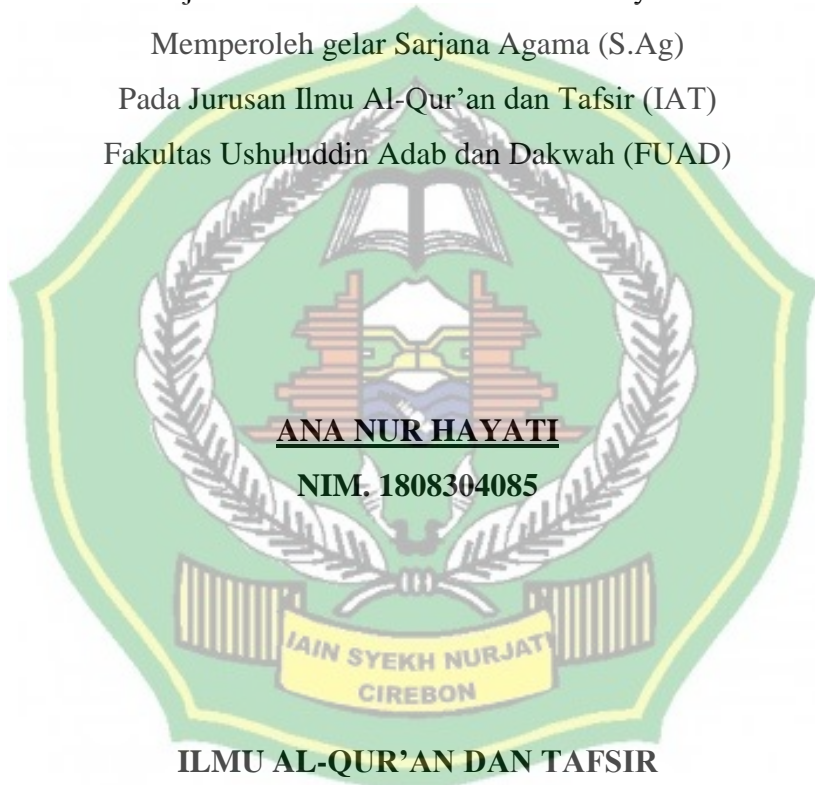 Memperoleh gelar Sarjana Agama (S.Ag)
Pada Jurusan Ilmu Al-Qur’an dan Tafsir (IAT)
Fakultas Ushuluddin Adab dan Dakwah (FUAD)
ANA NUR HAYATI
NIM. 1808304085
IAIN SYEKH NURJATI
CIREBON
ILMU AL-QUR’AN DAN TAFSIR